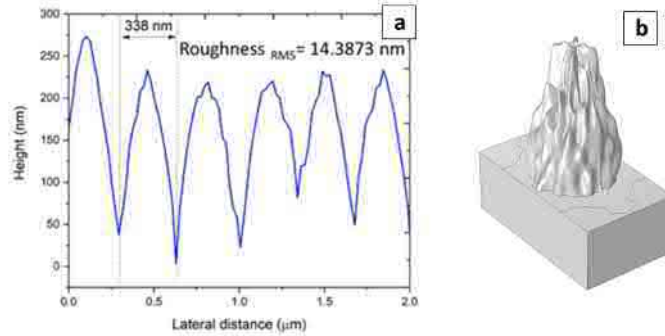 a
338 nm
Roughness RMS= 14.3873 nm
300
250
200
150
100
50
0
Height (nm)
0.0 0.5 1.0 1.5 2.0
Lateral distance (μm)
b